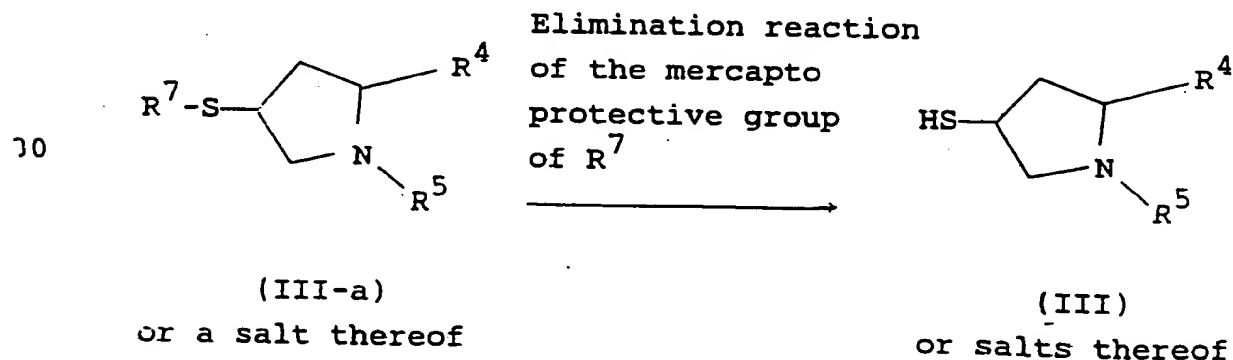 Elimination reaction
of the mercapto
protective group
of R⁷
R⁷-S
R⁴
N
R⁵
HS
R⁴
N
R⁵
30
(III-a)
or a salt thereof
(III)
or salts thereof